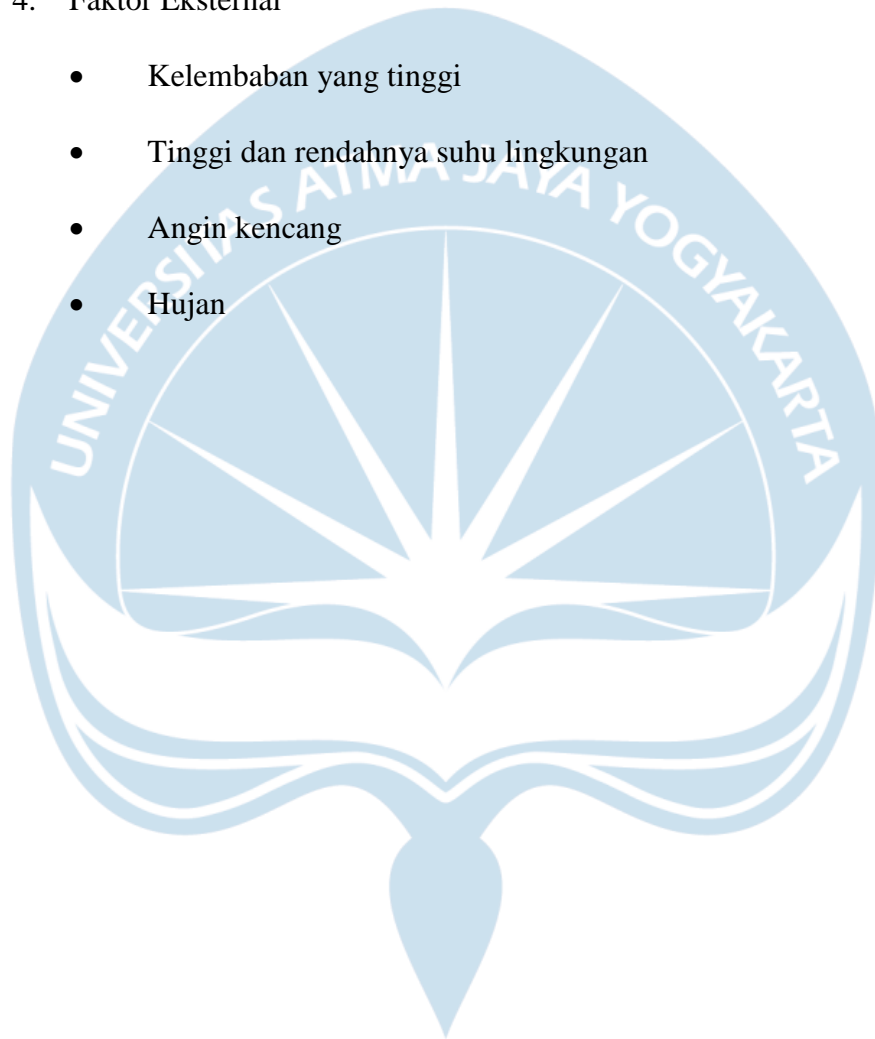 4. Faktor Eksternal
• Kelembaban yang tinggi
• Tinggi dan rendahnya suhu lingkungan
• Angin kencang
• Hujan
UNIVERSITAS ATMA JAYA YOGYAKARTA